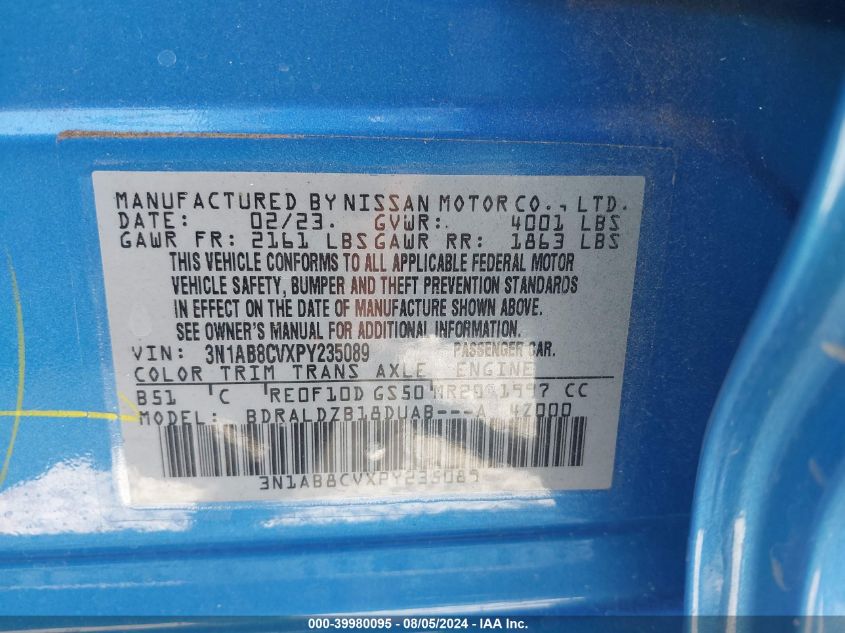 MANUFACTURED BY NISSAN MOTOR CO., LTD.
DATE: 02/23. GVWR: 4001 LBS
GAWR FR: 2161 LBS GAWR RR: 1863 LBS
THIS VEHICLE CONFORMS TO ALL APPLICABLE FEDERAL MOTOR
VEHICLE SAFETY, BUMPER AND THEFT PREVENTION STANDARDS
IN EFFECT ON THE DATE OF MANUFACTURE SHOWN ABOVE.
SEE OWNER'S MANUAL FOR ADDITIONAL INFORMATION.
VIN: 3N1AB8CVXPY235089 PASSENGER CAR.
COLOR TRIM TRANS AXLE ENGINE
B51 C RE0F10D GS50 MR20 1997 CC
MODEL: BDRALDZB18DUAB---A 4Z000
3N1AB8CVXPY235089
000-39980095 - 08/05/2024 - IAA, Inc.